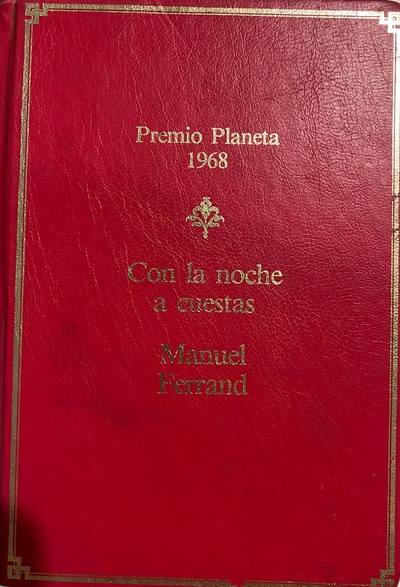 Premio Planeta
1968
Con la noche
a cuestas
Manuel
Ferrand